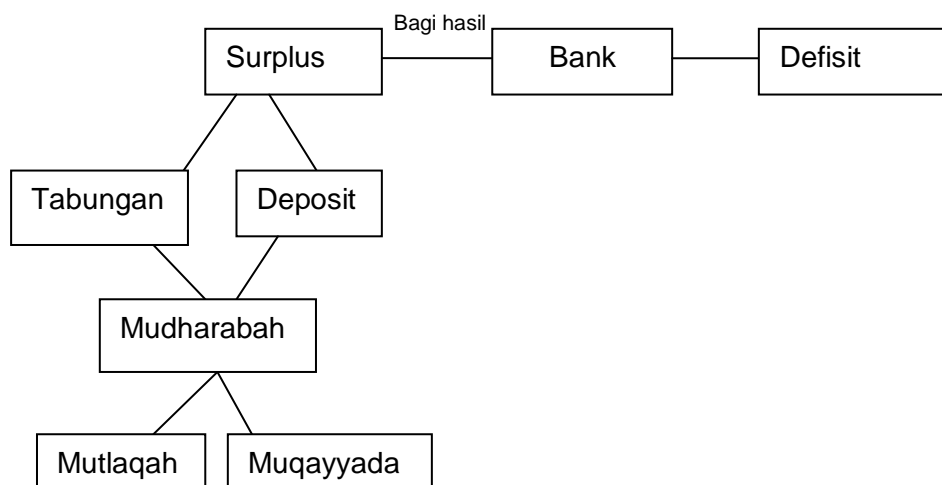 Bagi hasil
Surplus
Bank
Defisit
Tabungan
Deposit
Mudharabah
Mutlaqah
Muqayyada